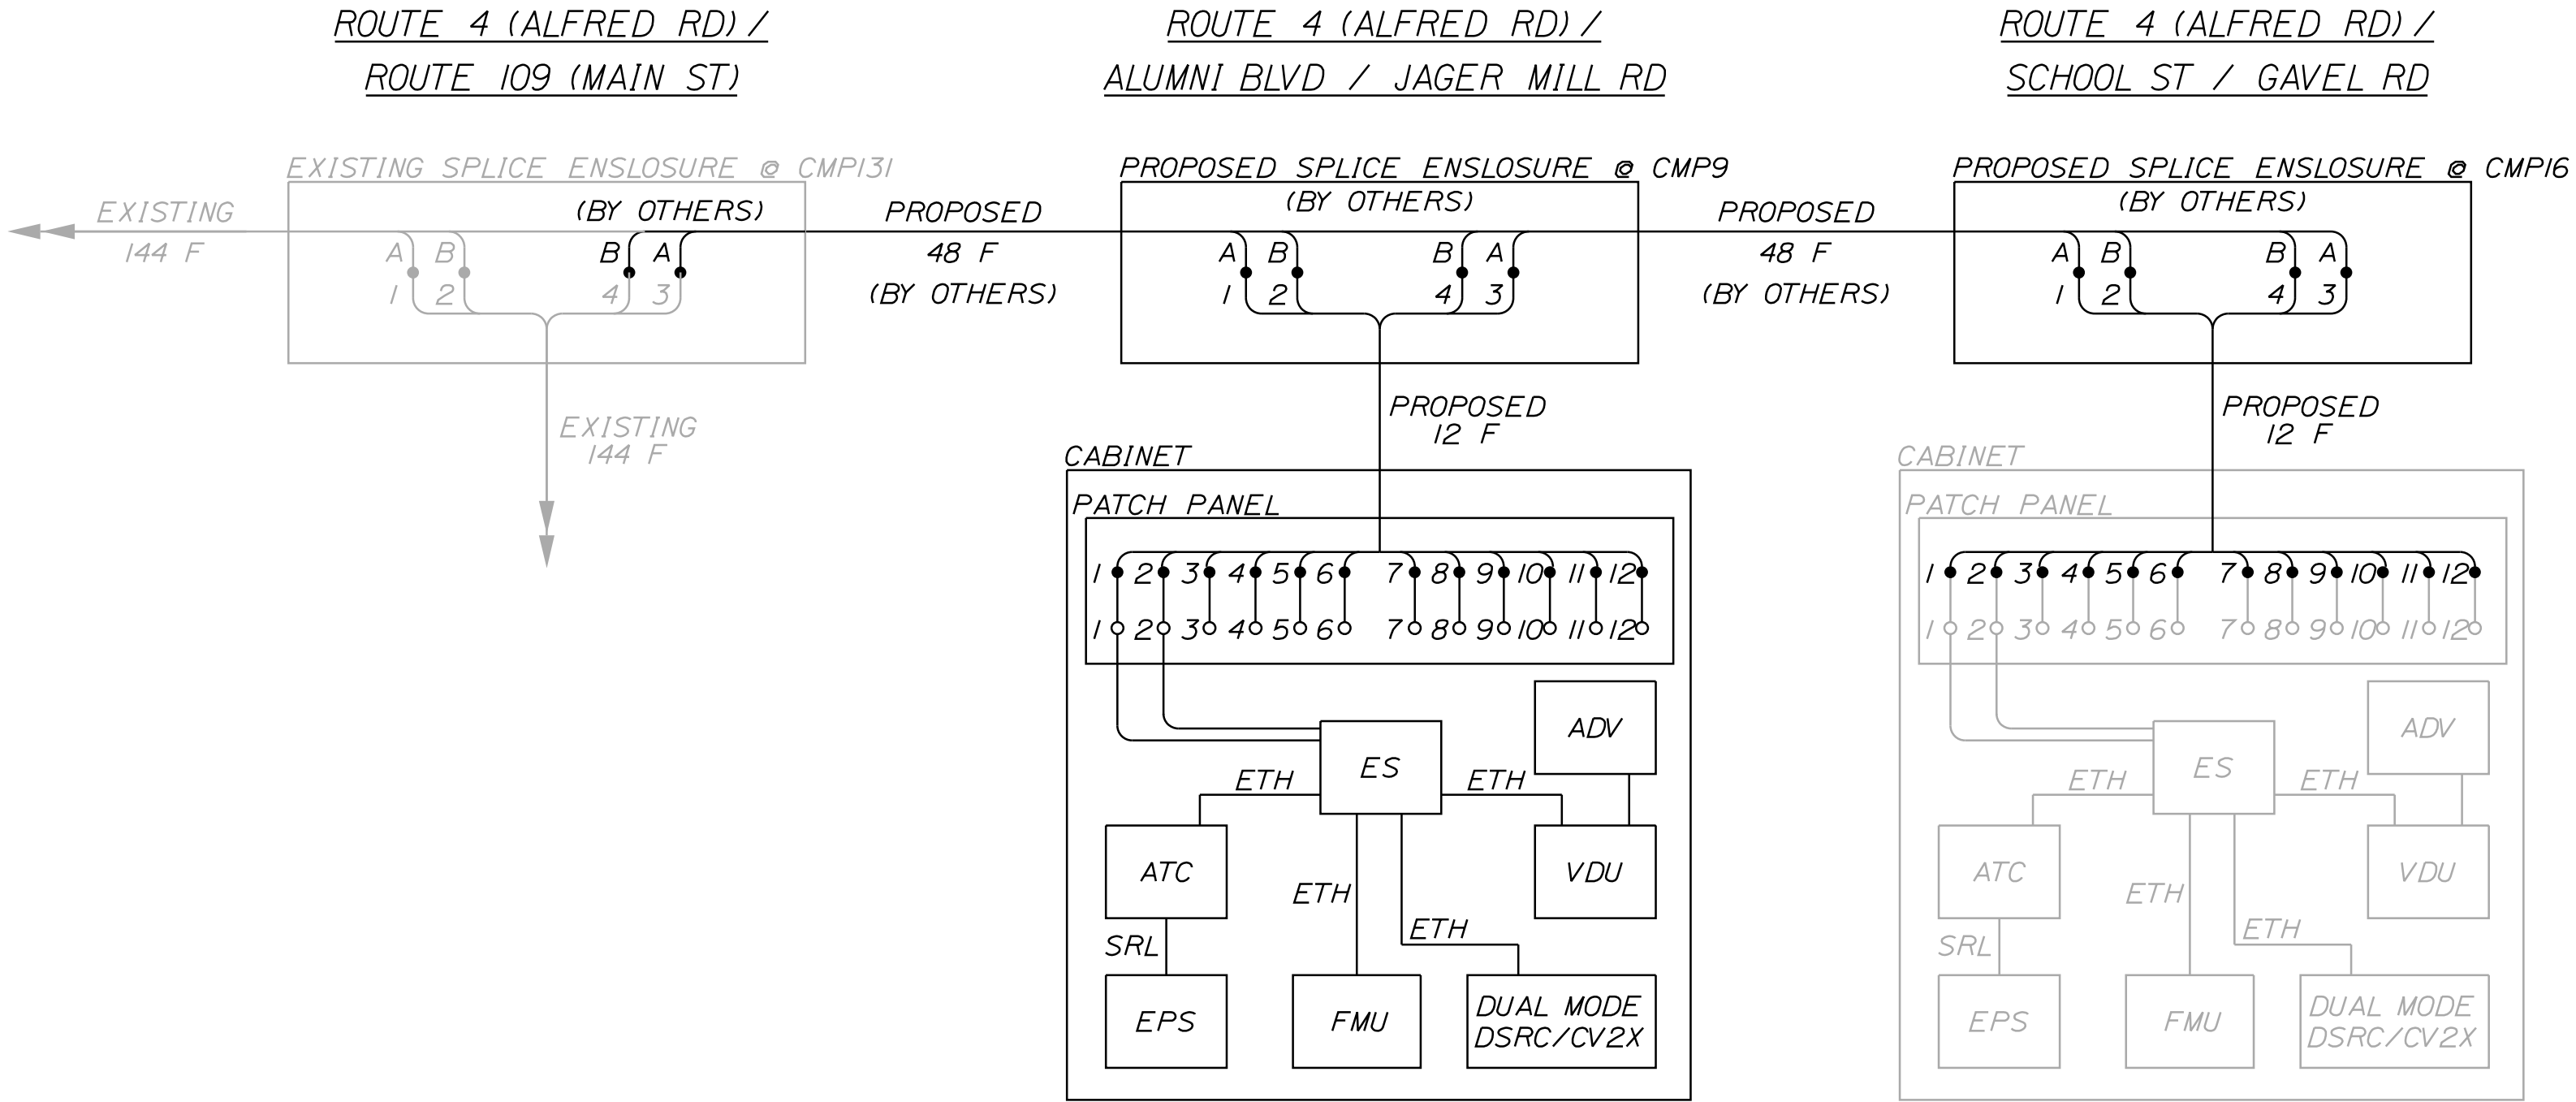 ROUTE 4 (ALFRED RD) /
ROUTE 109 (MAIN ST)
ROUTE 4 (ALFRED RD) /
ALUMNI BLVD / JAGER MILL RD
ROUTE 4 (ALFRED RD) /
SCHOOL ST / GAVEL RD
EXISTING SPLICE ENSLOSURE @ CMP131
(BY OTHERS)
EXISTING
144 F
A B B A
1 2 4 3
EXISTING
144 F
PROPOSED
48 F
(BY OTHERS)
PROPOSED SPLICE ENSLOSURE @ CMP9
(BY OTHERS)
A B B A
1 2 4 3
PROPOSED
12 F
PROPOSED
48 F
(BY OTHERS)
PROPOSED SPLICE ENSLOSURE @ CMP16
(BY OTHERS)
A B B A
1 2 4 3
PROPOSED
12 F
CABINET
PATCH PANEL
1 2 3 4 5 6 7 8 9 10 11 12
1 2 3 4 5 6 7 8 9 10 11 12
ADV
ES
ETH ETH
ATC
VDU
ETH
ETH
SRL
EPS
FMU
DUAL MODE
DSRC/CV2X
CABINET
PATCH PANEL
1 2 3 4 5 6 7 8 9 10 11 12
1 2 3 4 5 6 7 8 9 10 11 12
ADV
ES
ETH ETH
ATC
VDU
ETH
ETH
SRL
EPS
FMU
DUAL MODE
DSRC/CV2X